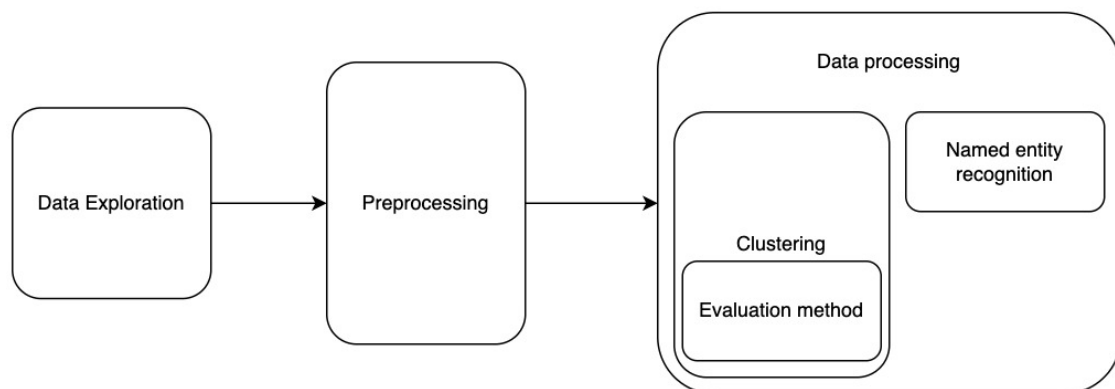 Data Exploration
Preprocessing
Data processing
Clustering
Evaluation method
Named entity
recognition